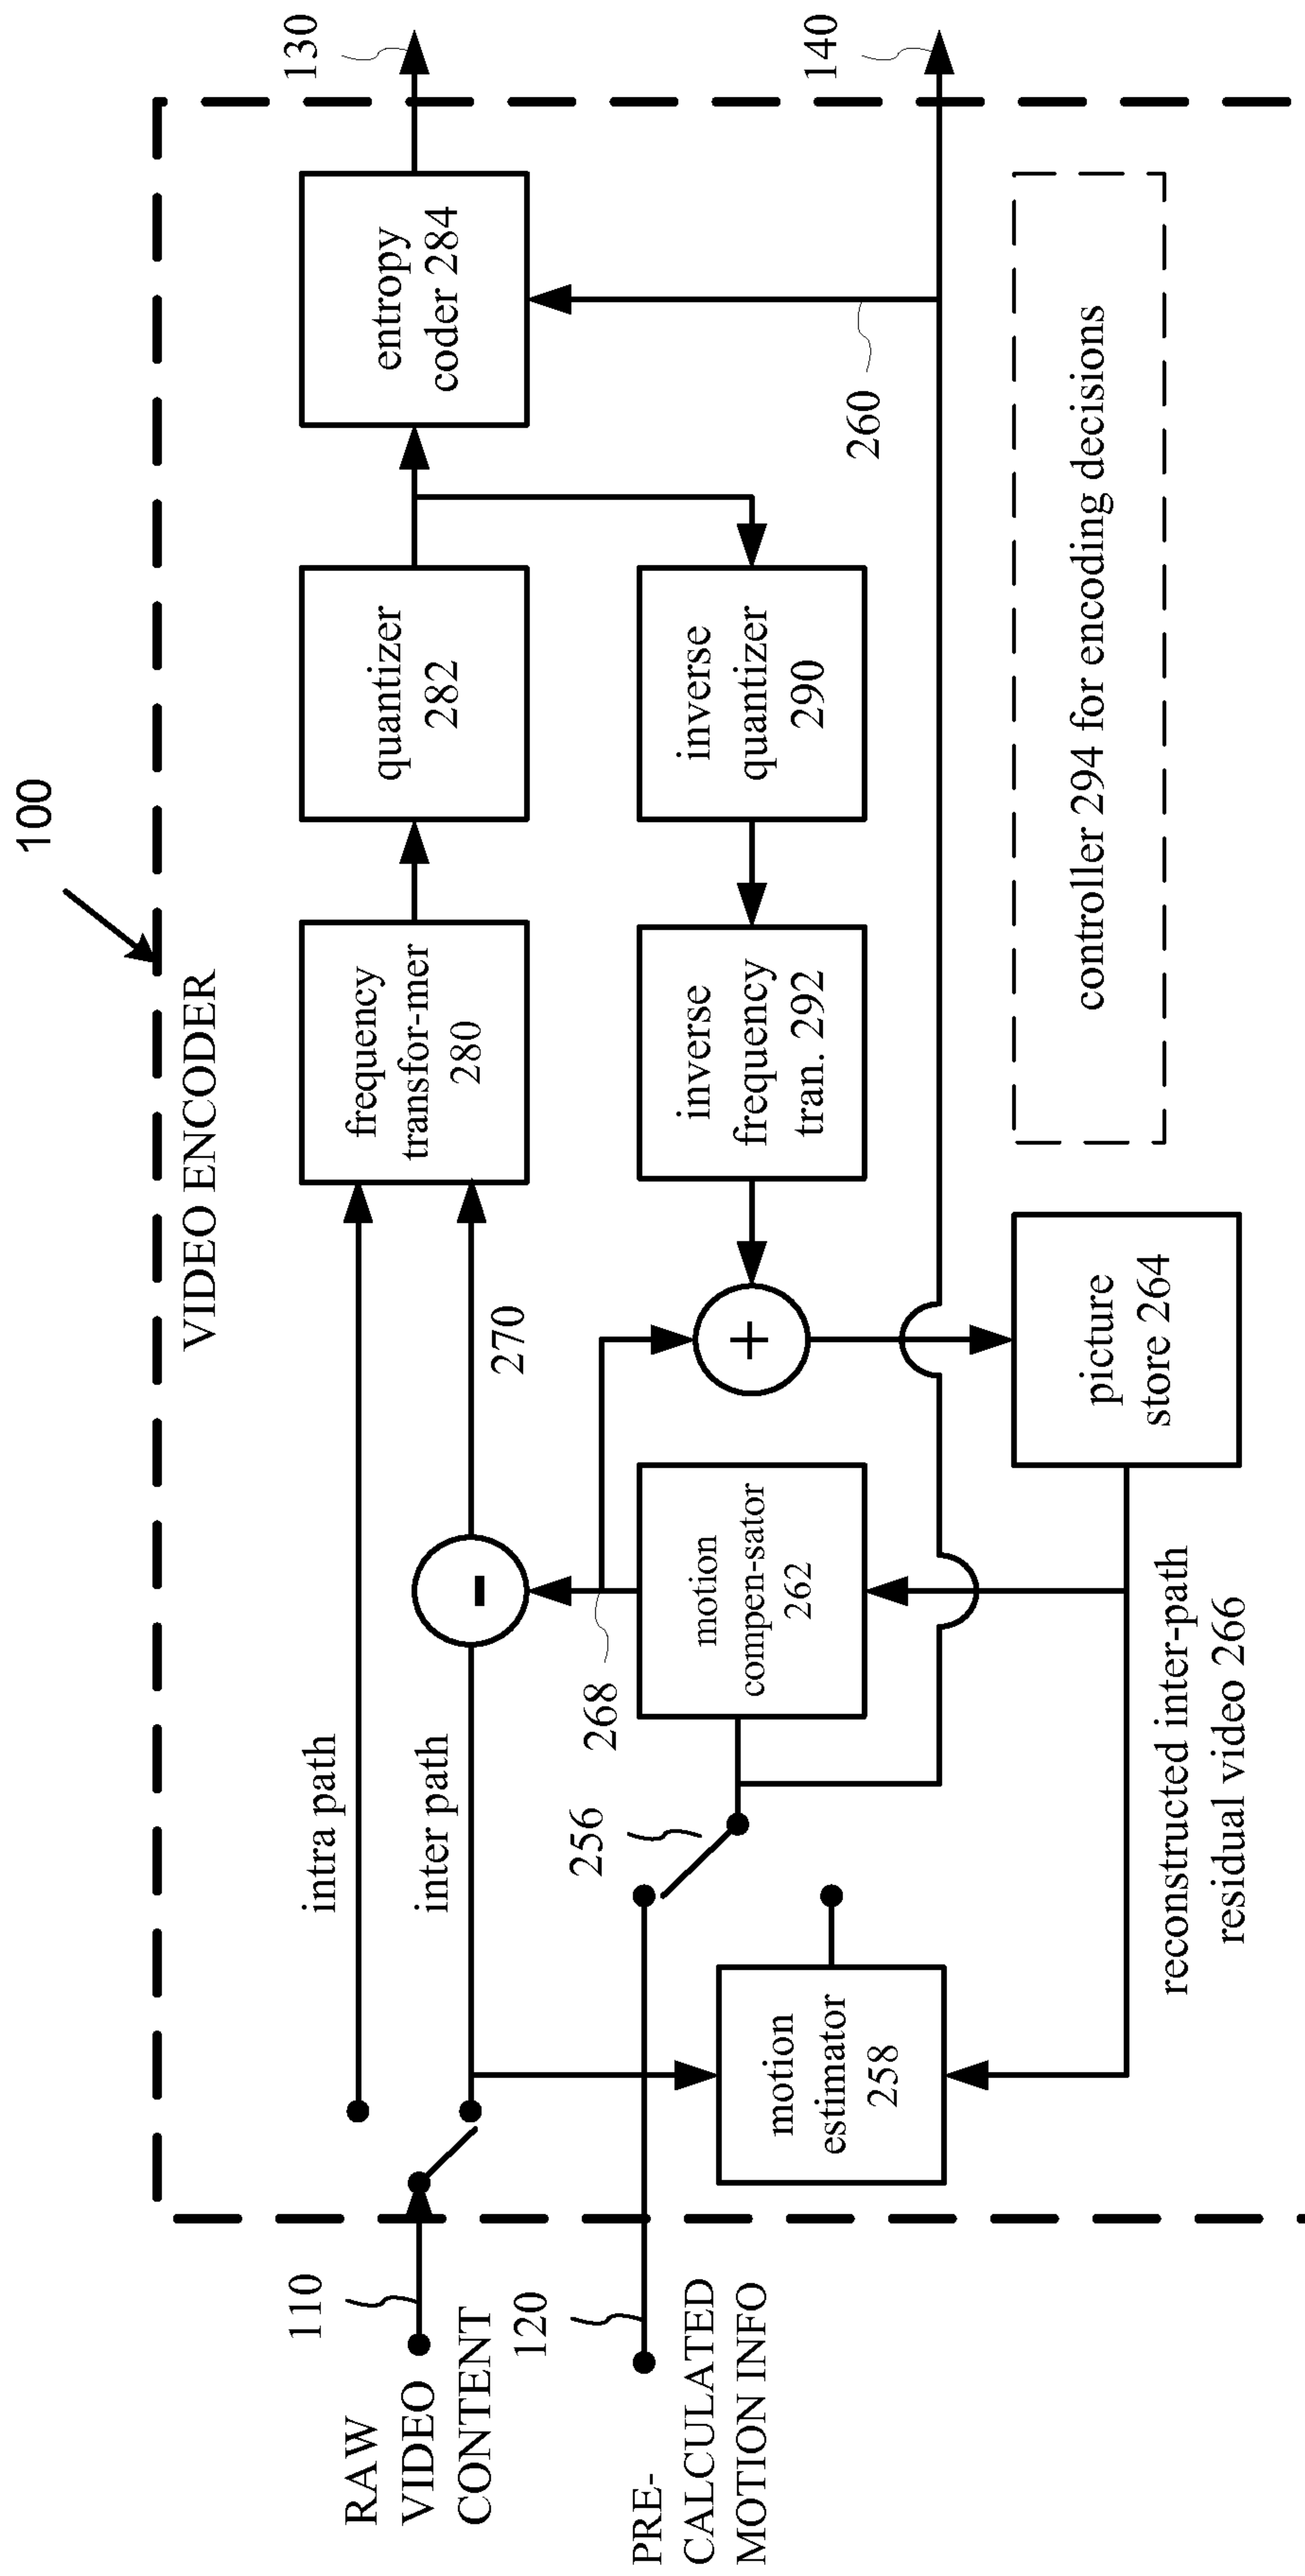 100
VIDEO ENCODER
130
140
intra path
inter path
270
frequency
transfor-mer
280
quantizer
282
entropy
coder 284
110
RAW
VIDEO
CONTENT
120
PRE-
CALCULATED
MOTION INFO
256
268
motion
estimator
258
motion
compen-sator
262
+
-
inverse
frequency
tran. 292
inverse
quantizer
290
260
reconstructed inter-path
residual video 266
picture
store 264
controller 294 for encoding decisions